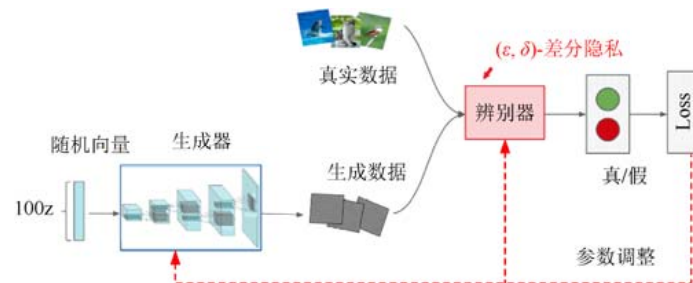 真实数据
(ε, δ)-差分隐私
辨别器
Loss
真/假
随机向量
生成器
生成数据
100z
参数调整